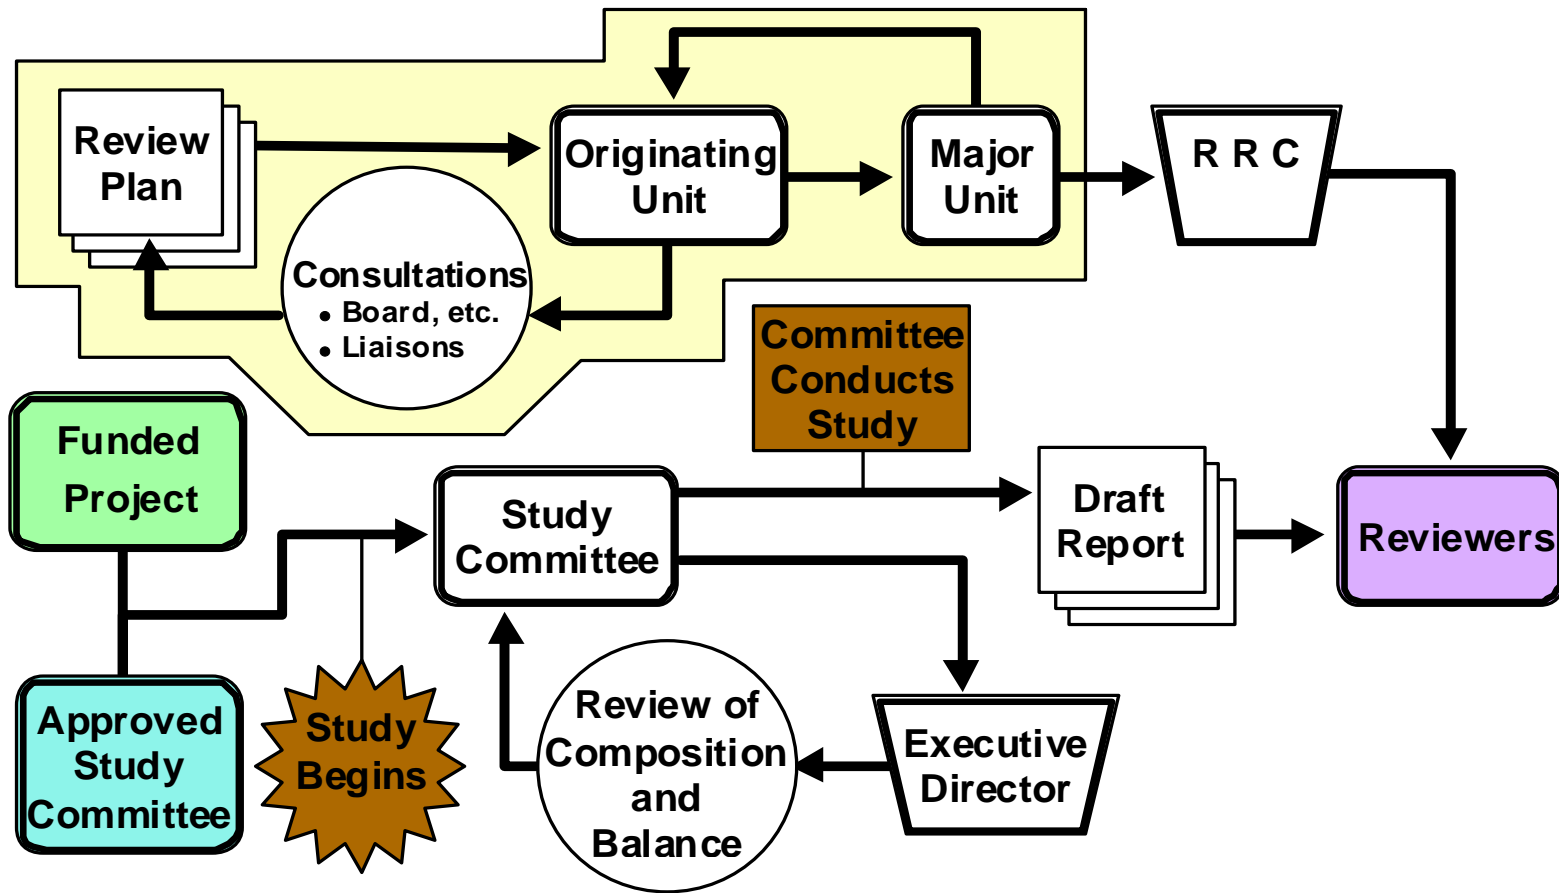 Review
Plan
Originating
Unit
Major
Unit
R R C
Consultations
• Board, etc.
• Liaisons
Committee
Conducts
Study
Funded
Project
Study
Committee
Draft
Report
Reviewers
Approved
Study
Committee
Study
Begins
Review of
Composition
and
Balance
Executive
Director